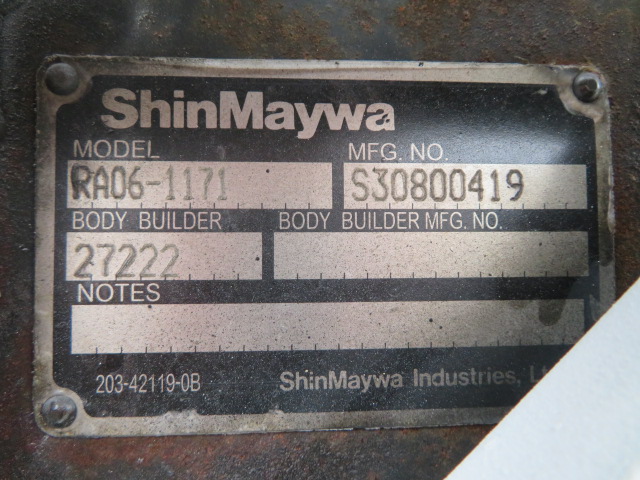 ShinMaywa
MODEL MFG. NO.
RA06-1171 S30800419
BODY BUILDER BODY BUILDER MFG. NO.
27222
NOTES
203-42119-0B ShinMaywa Industries,